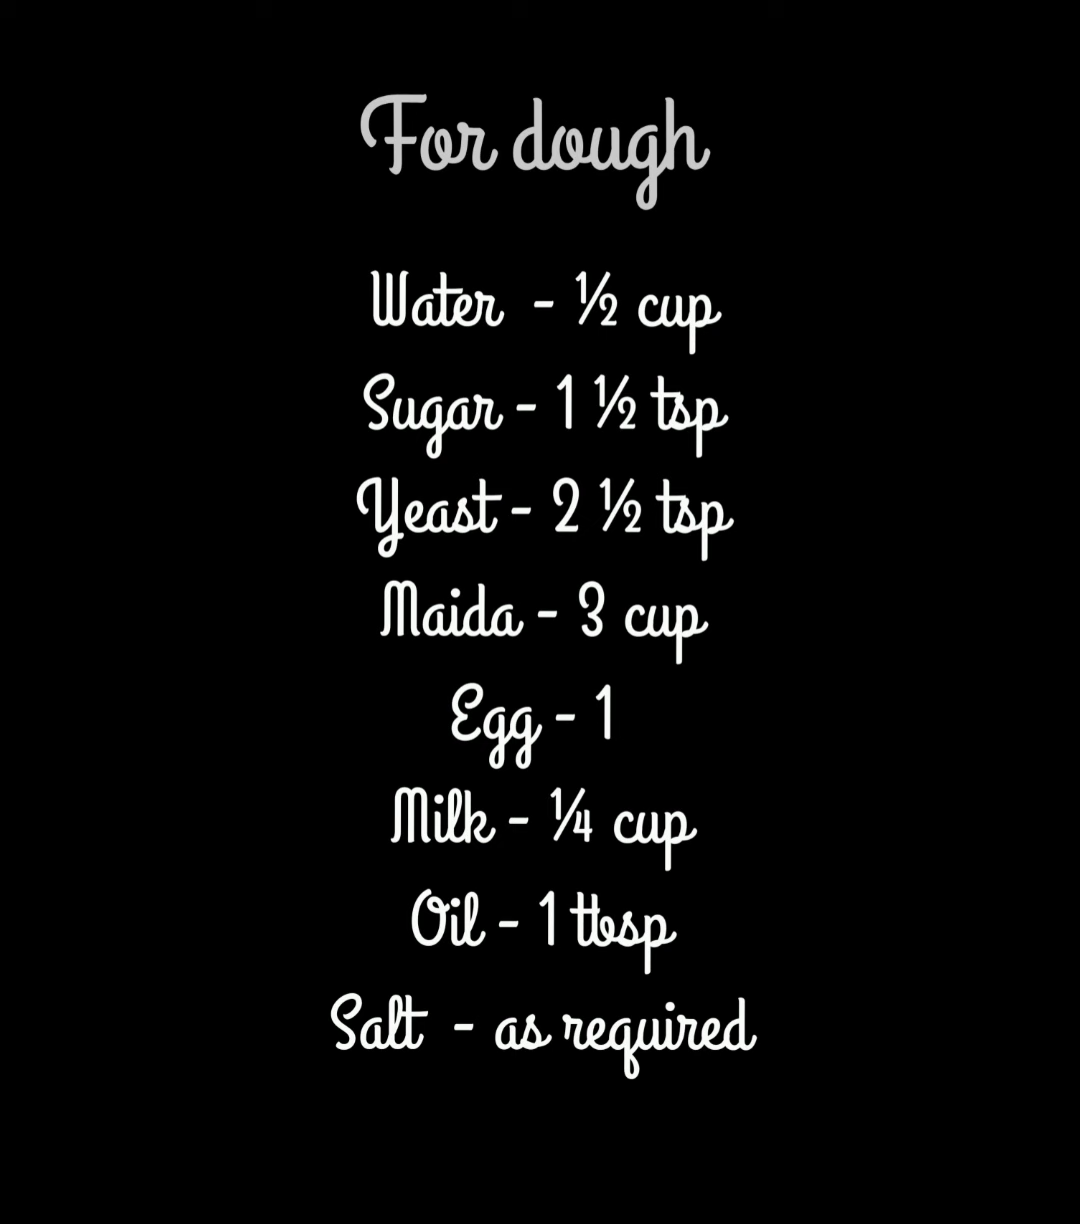 For dough
Water - ½ cup
Sugar - 1 ½ tsp
Yeast - 2 ½ tsp
Maida - 3 cup
Egg - 1
Milk - ¼ cup
Oil - 1 tbsp
Salt - as required